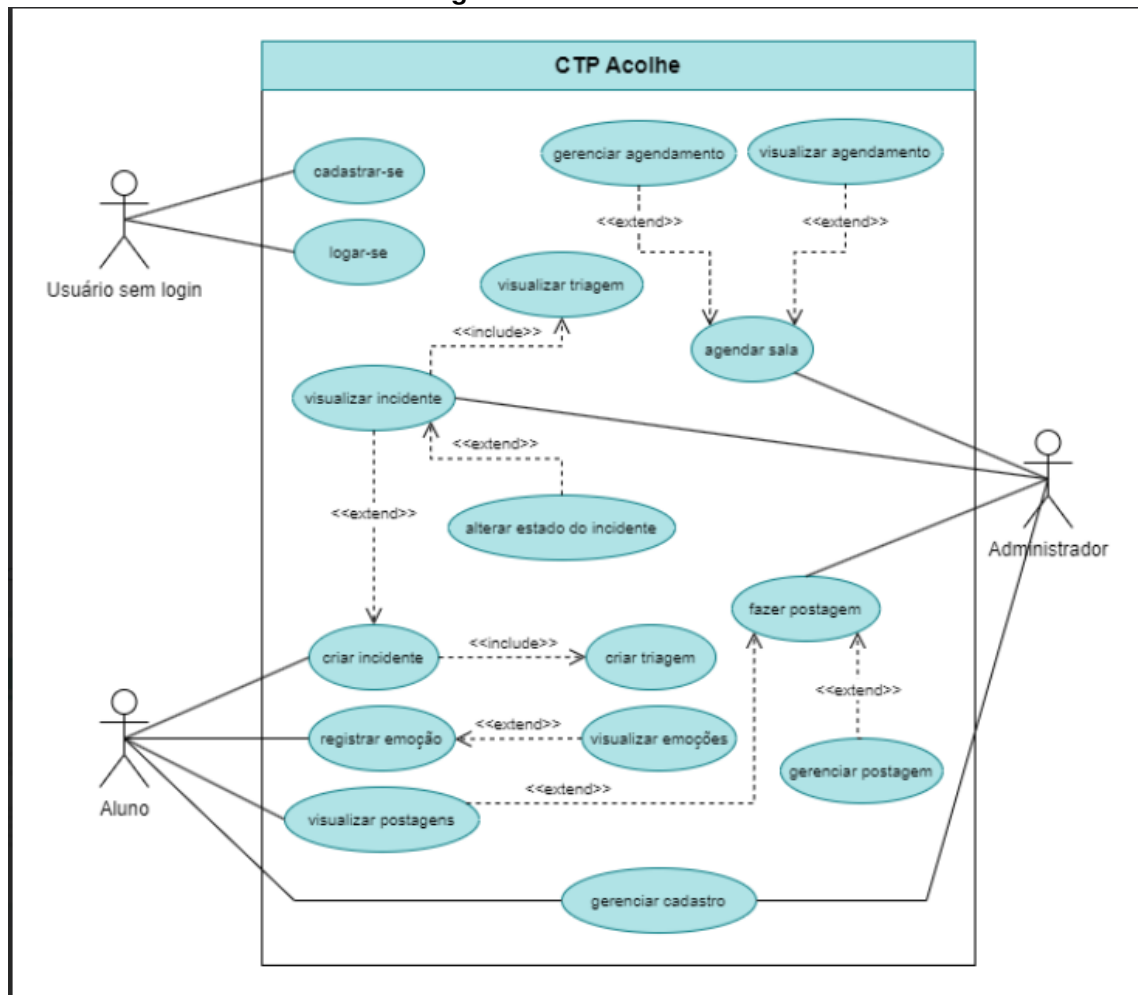 CTP Acolhe
cadastrar-se
gerenciar agendamento
visualizar agendamento
<<extend>>
<<extend>>
logar-se
Usuário sem login
visualizar triagem
<<include>>
agendar sala
visualizar incidente
<<extend>>
<<extend>>
alterar estado do incidente
Administrador
fazer postagem
<<include>>
criar incidente
criar triagem
<<extend>>
<<extend>>
registrar emoção
visualizar emoções
gerenciar postagem
<<extend>>
Aluno
visualizar postagens
gerenciar cadastro